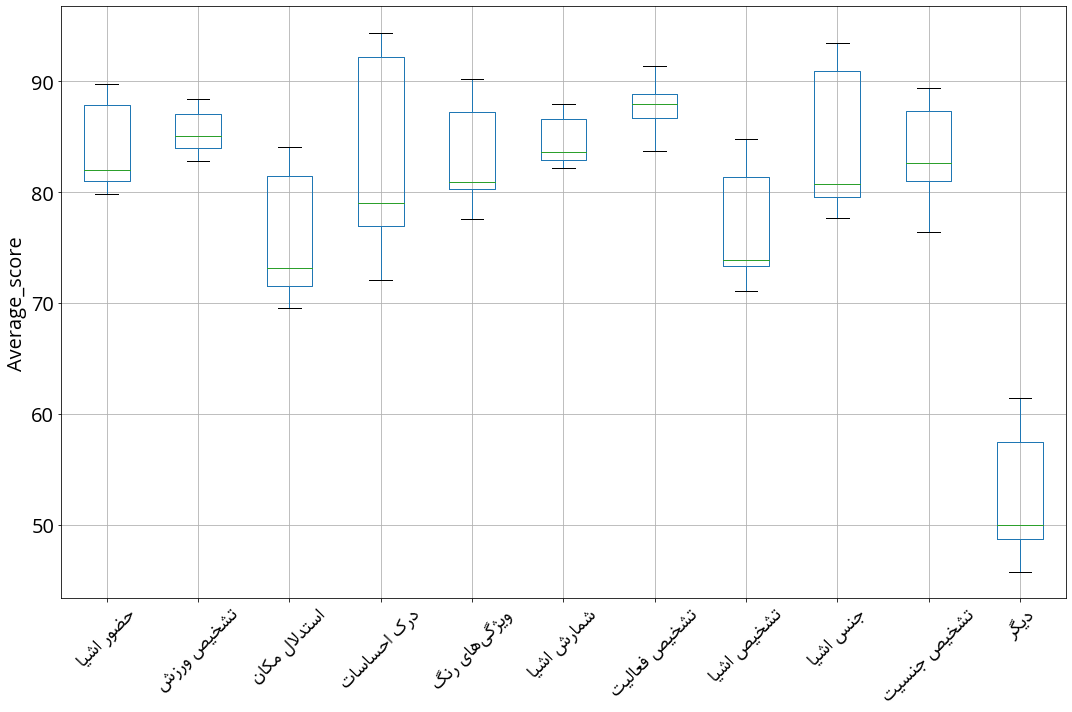 Average_score
90
80
70
60
50
حضور اشیا
تشخیص ورزش
استدلال مکان
درک احساسات
ویژگی‌های رنگ
شمارش اشیا
تشخیص فعالیت
تشخیص اشیا
جنس اشیا
تشخیص جنسیت
دیگر